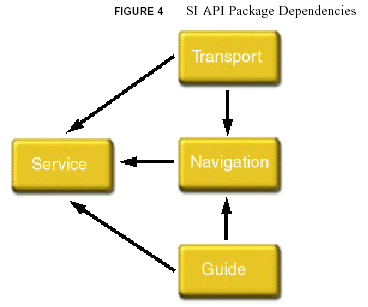 FIGURE 4 SI API Package Dependencies
Transport
Service
Navigation
Guide